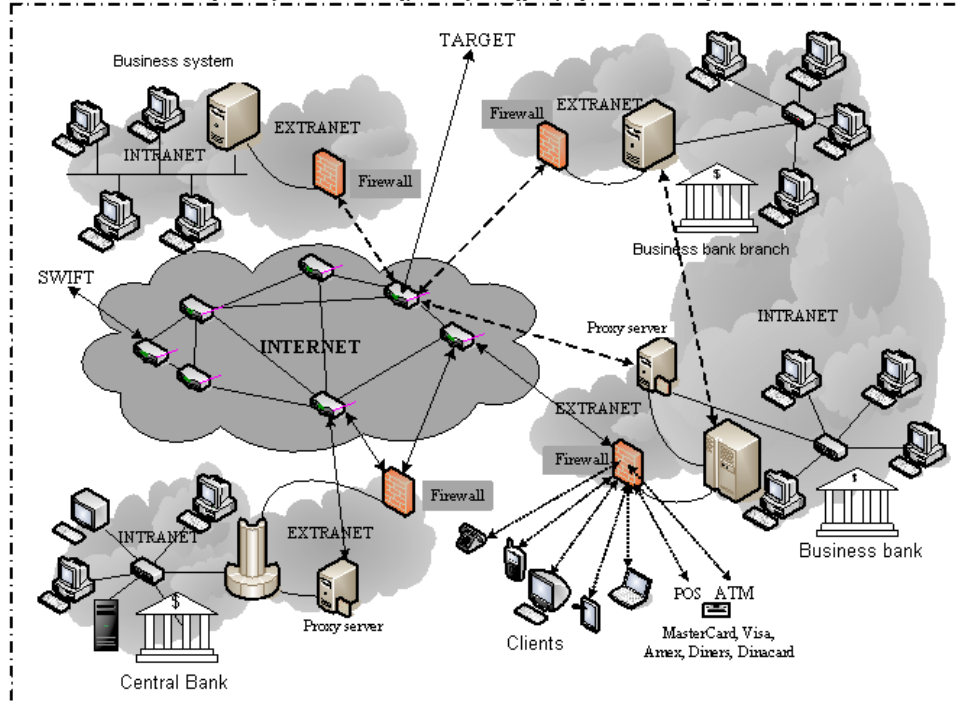 TARGET
Business system
EXTRANET
INTRANET
Firewall
Firewall
EXTRANET
INTRANET
$
Business bank branch
SWIFT
INTERNET
INTRANET
Proxy server
EXTRANET
Firewall
$
Business bank
Firewall
INTRANET
EXTRANET
$
Proxy server
Central Bank
Clients
POS ATM
MasterCard, Visa,
Amex, Diners, Dinacard